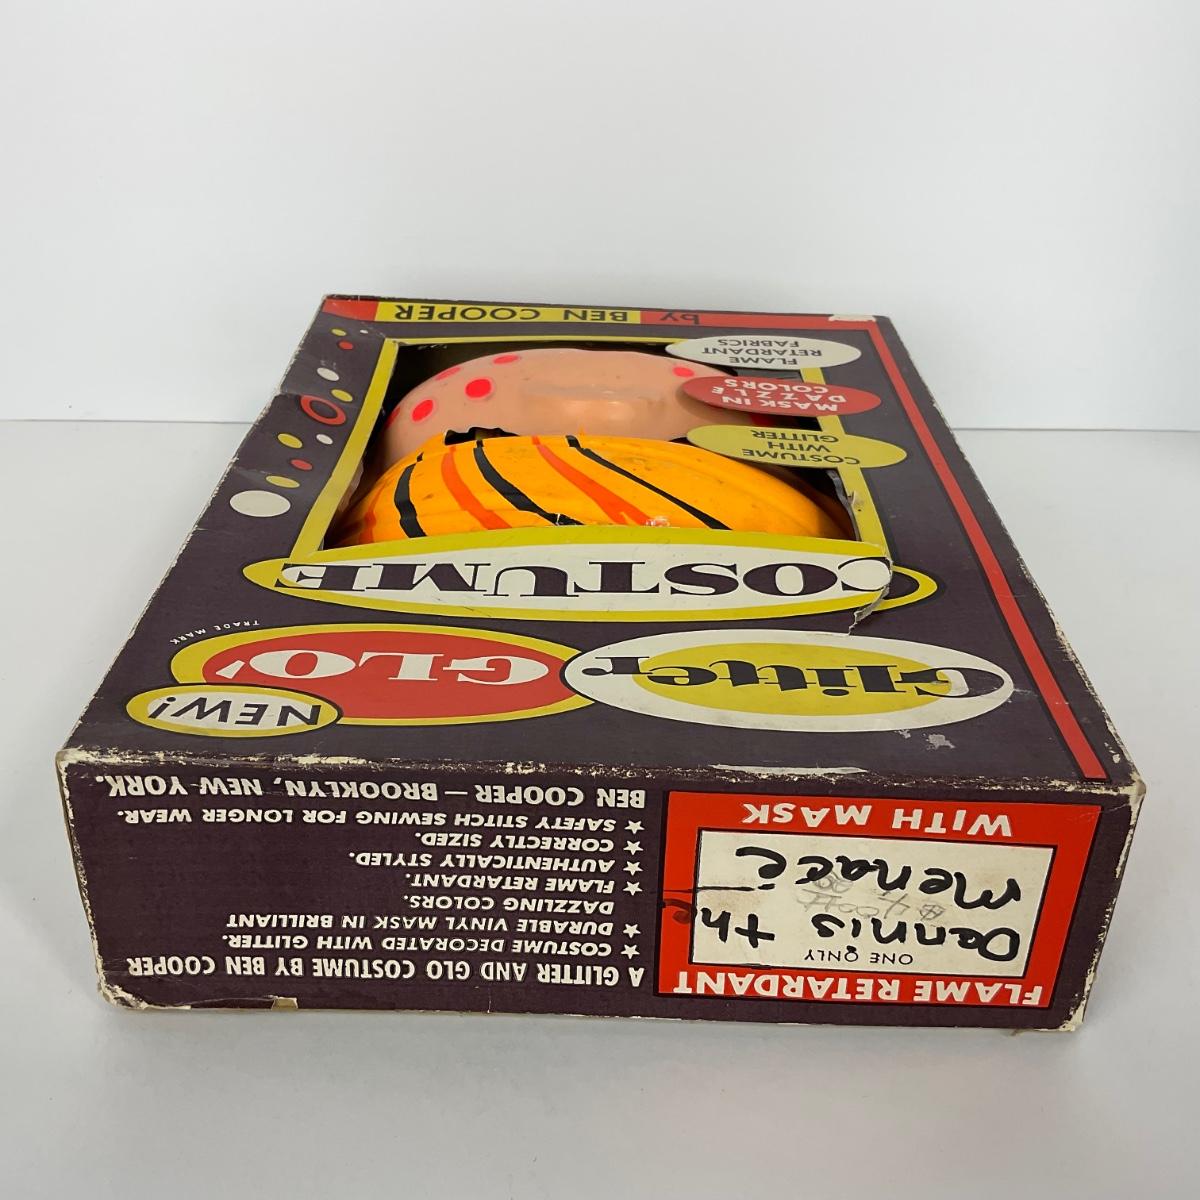 NEW!
GLO'
Glitter
TRADE MARK
COSTUME
COSTUME
WITH
GLITTER
MASK IN
DAZZLE
COLORS
FLAME
RETARDANT
FABRICS
by BEN COOPER
A GLITTER AND GLO COSTUME BY BEN COOPER
★ COSTUME DECORATED WITH GLITTER.
★ DURABLE VINYL MASK IN BRILLIANT
DAZZLING COLORS.
★ FLAME RETARDANT.
★ AUTHENTICALLY STYLED.
★ CORRECTLY SIZED.
★ SAFETY STITCH SEWING FOR LONGER WEAR.
BEN COOPER — BROOKLYN, NEW YORK.
FLAME RETARDANT
ONE ONLY
Dannis the
Menace
WITH MASK